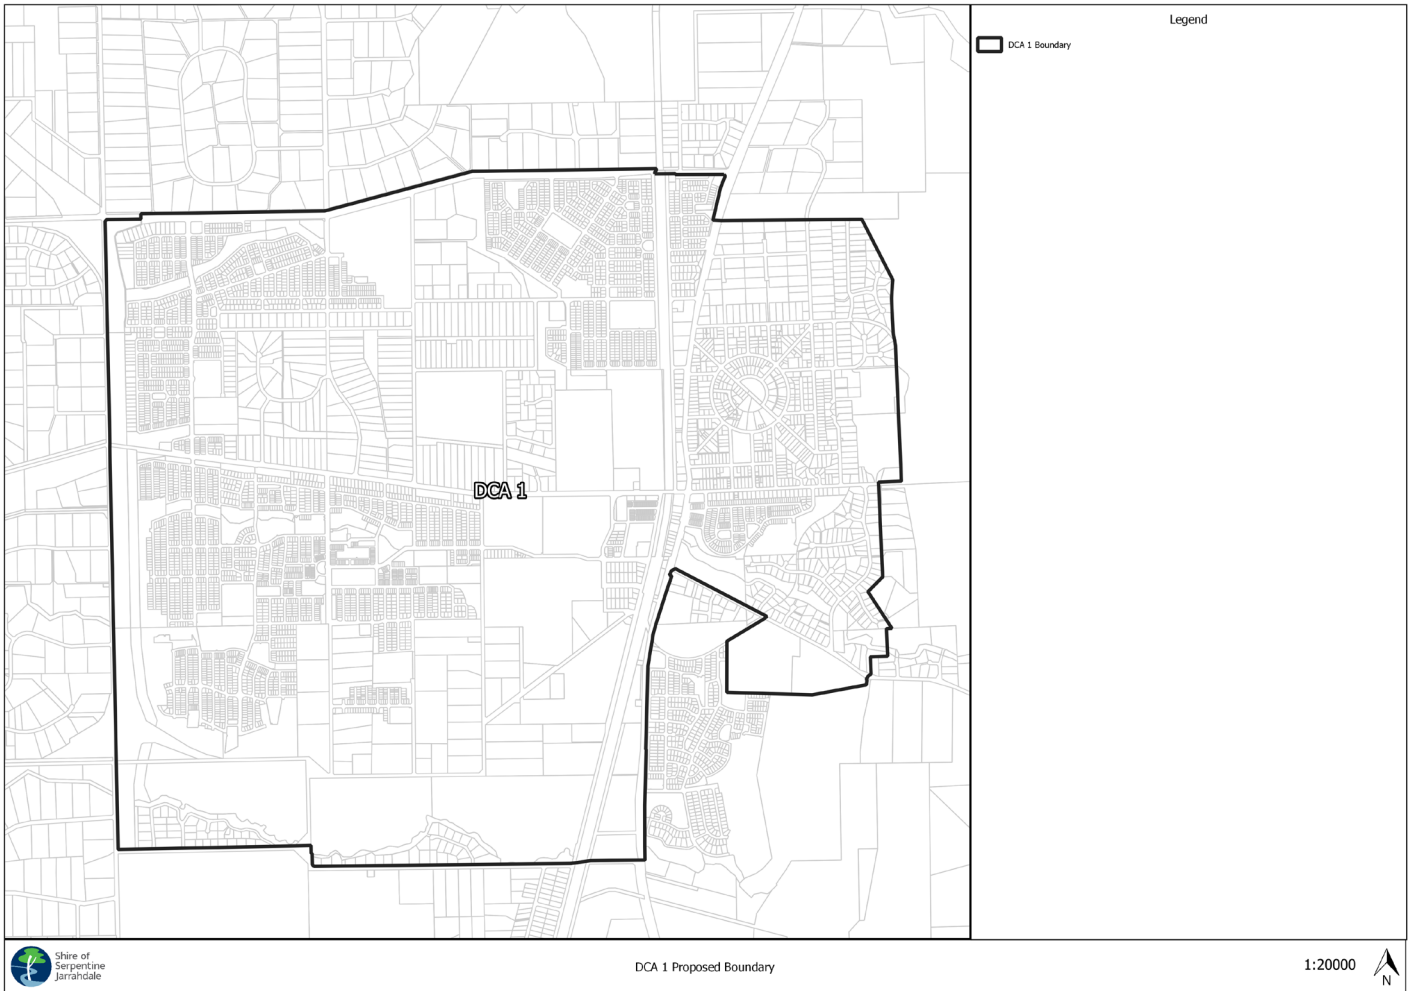 Legend
DCA 1 Boundary
DCA 1
Shire of
Serpentine
Jarrahdale
DCA 1 Proposed Boundary
1:20000
N